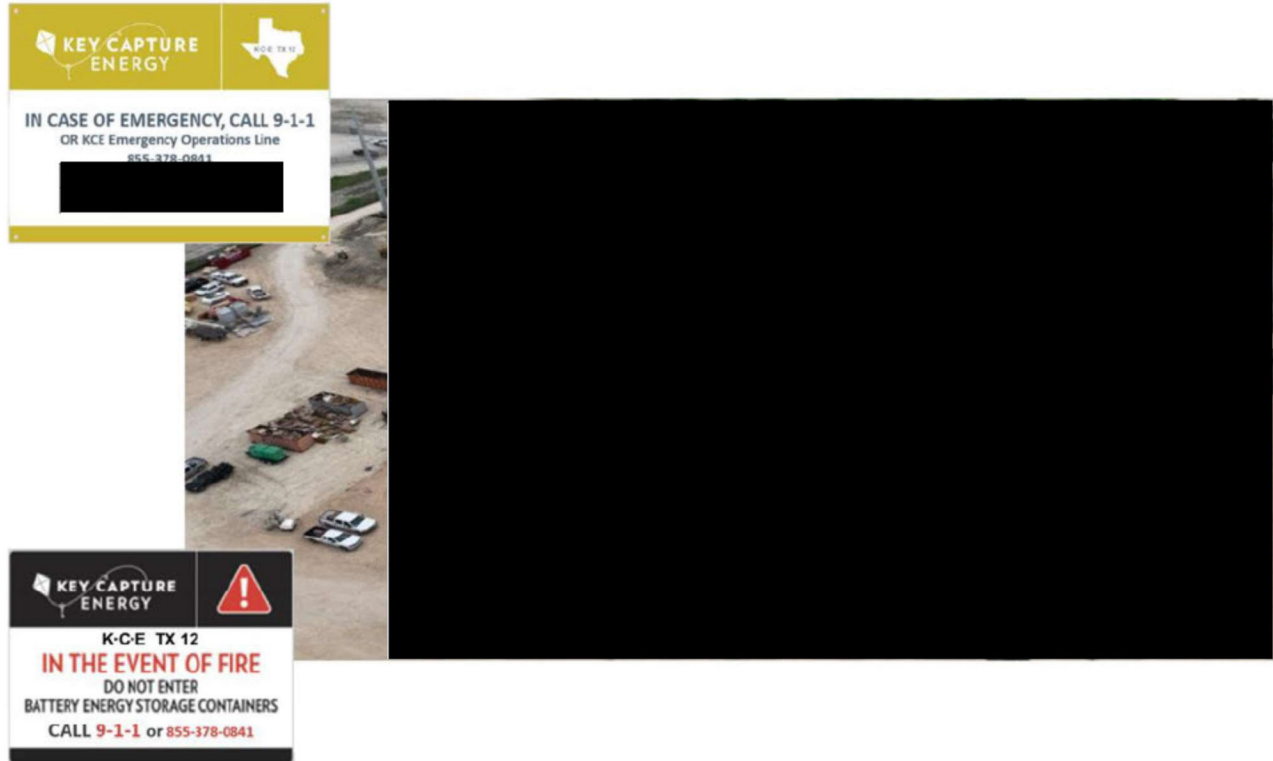 KEY CAPTURE
ENERGY
KCE TX 12
IN CASE OF EMERGENCY, CALL 9-1-1
OR KCE Emergency Operations Line
855-378-0841
KEY CAPTURE
ENERGY
K·C·E TX 12
IN THE EVENT OF FIRE
DO NOT ENTER
BATTERY ENERGY STORAGE CONTAINERS
CALL 9-1-1 or 855-378-0841